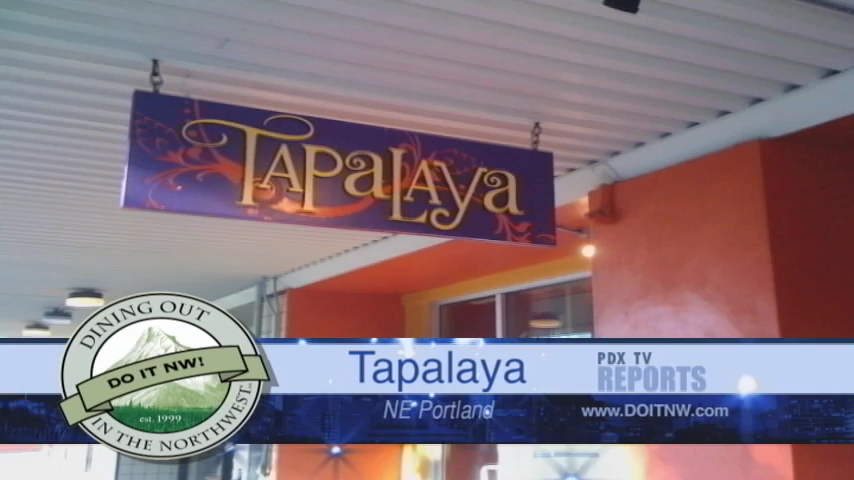 TAPALAYA
DINING OUT
DO IT NW!
est. 1999
IN THE NORTHWEST
Tapalaya
NE Portland
PDX TV
REPORTS
www.DOITNW.com